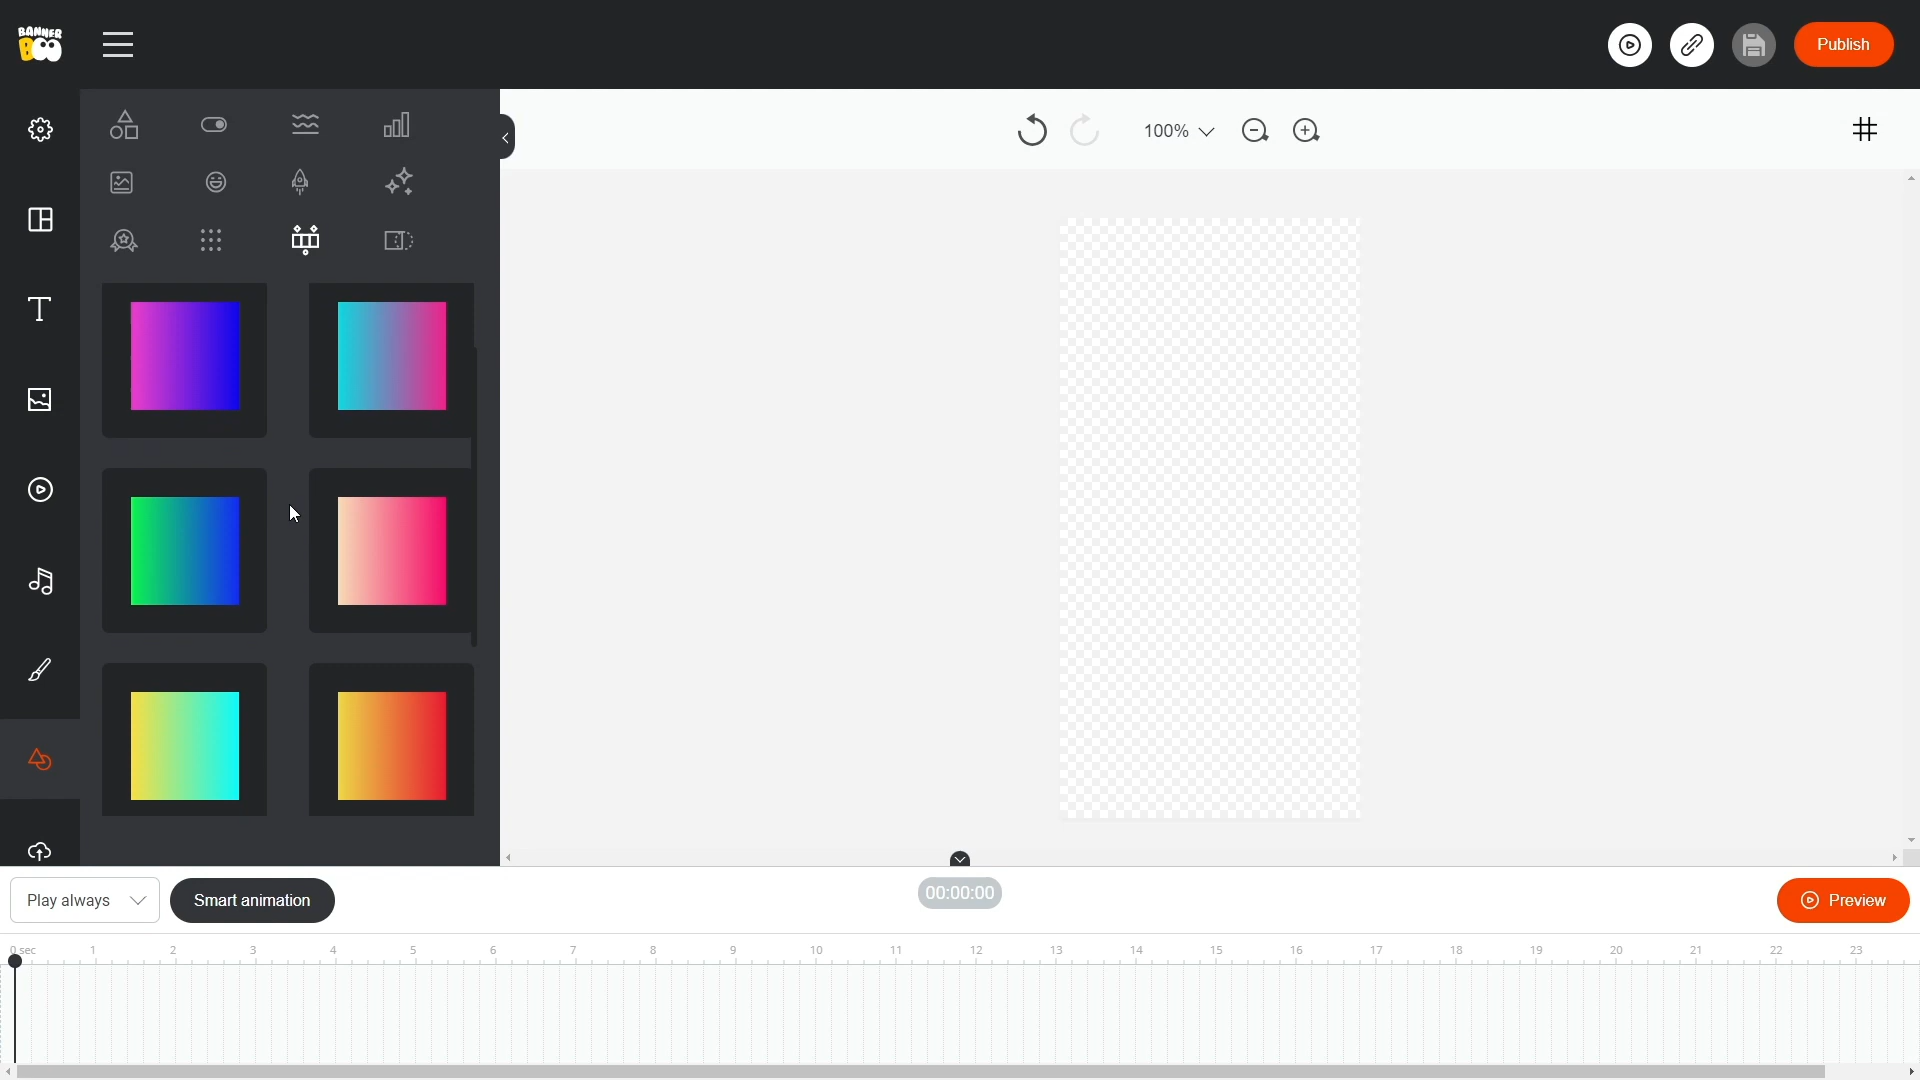 BANNER
BOO
Publish
100%
Play always
Smart animation
00:00:00
Preview
0 sec 1 2 3 4 5 6 7 8 9 10 11 12 13 14 15 16 17 18 19 20 21 22 23